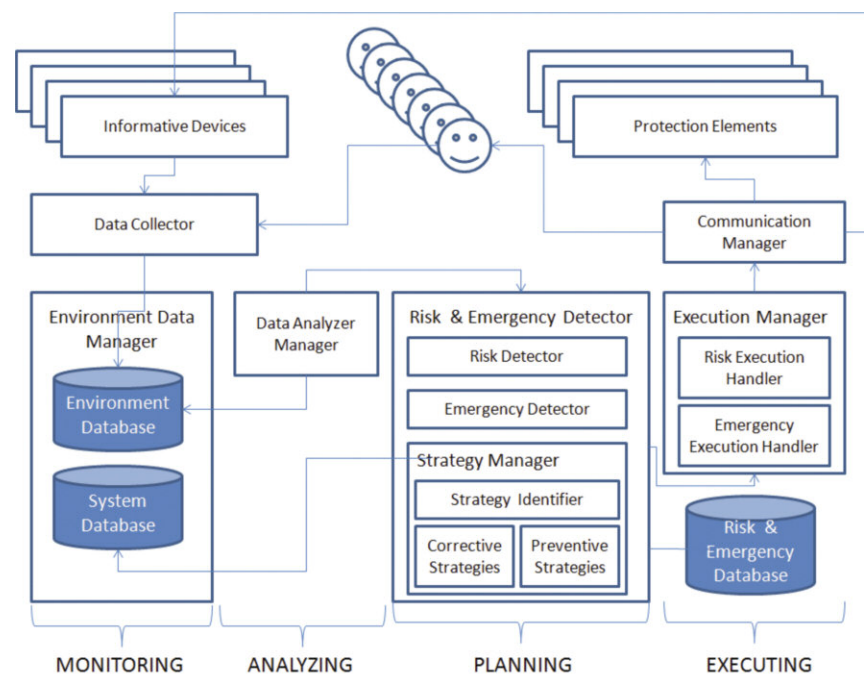 Informative Devices
Protection Elements
Data Collector
Communication
Manager
Environment Data
Manager
Environment
Database
System
Database
Data Analyzer
Manager
Risk & Emergency Detector
Risk Detector
Emergency Detector
Strategy Manager
Strategy Identifier
Corrective
Strategies
Preventive
Strategies
Execution Manager
Risk Execution
Handler
Emergency
Execution Handler
Risk &
Emergency
Database
MONITORING
ANALYZING
PLANNING
EXECUTING